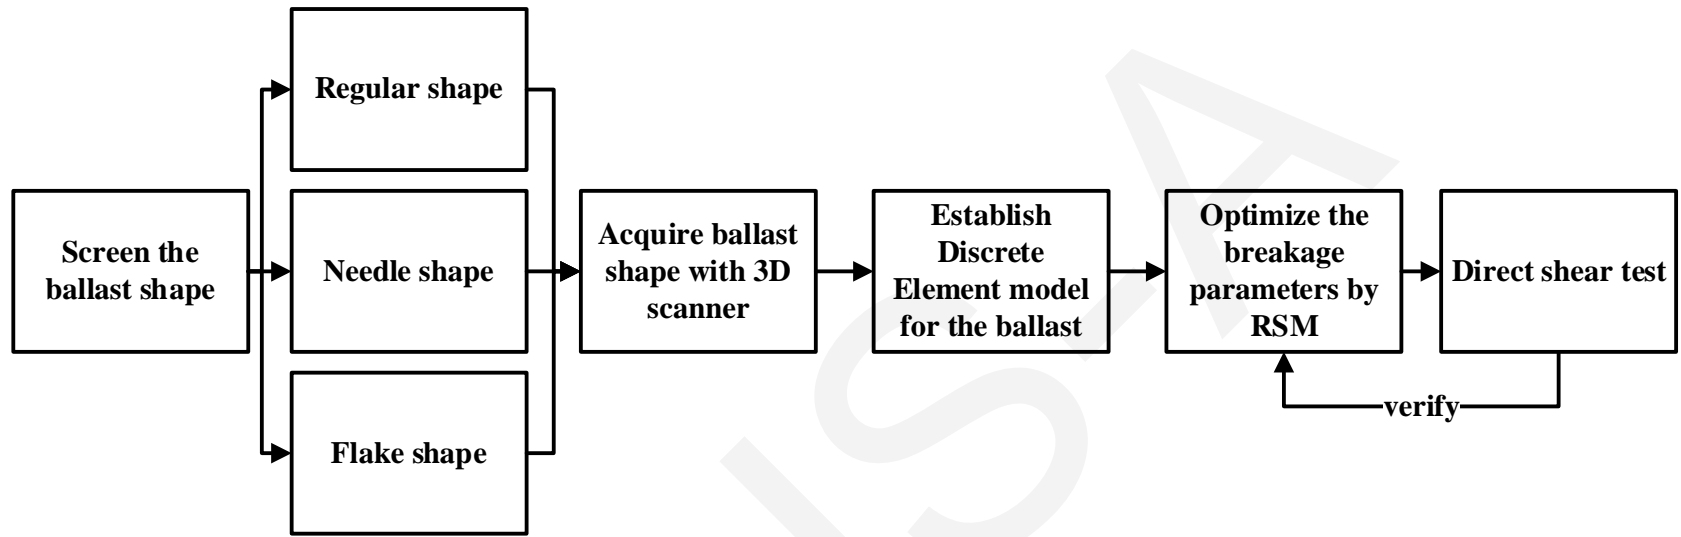 Screen the
ballast shape
Regular shape
Needle shape
Flake shape
Acquire ballast
shape with 3D
scanner
Establish
Discrete
Element model
for the ballast
Optimize the
breakage
parameters by
RSM
Direct shear test
verify